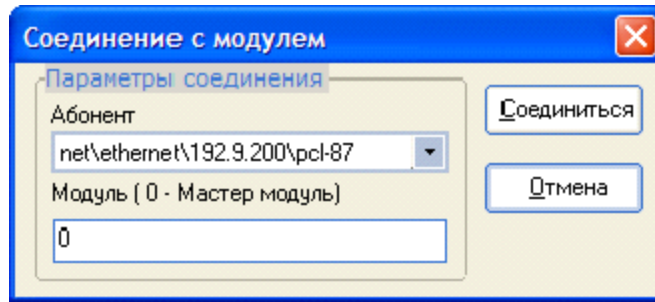 Соединение с модулем
Параметры соединения
Абонент
net\ethernet\192.9.200\pcl-87
Модуль ( 0 - Мастер модуль)
0
Соединиться
Отмена